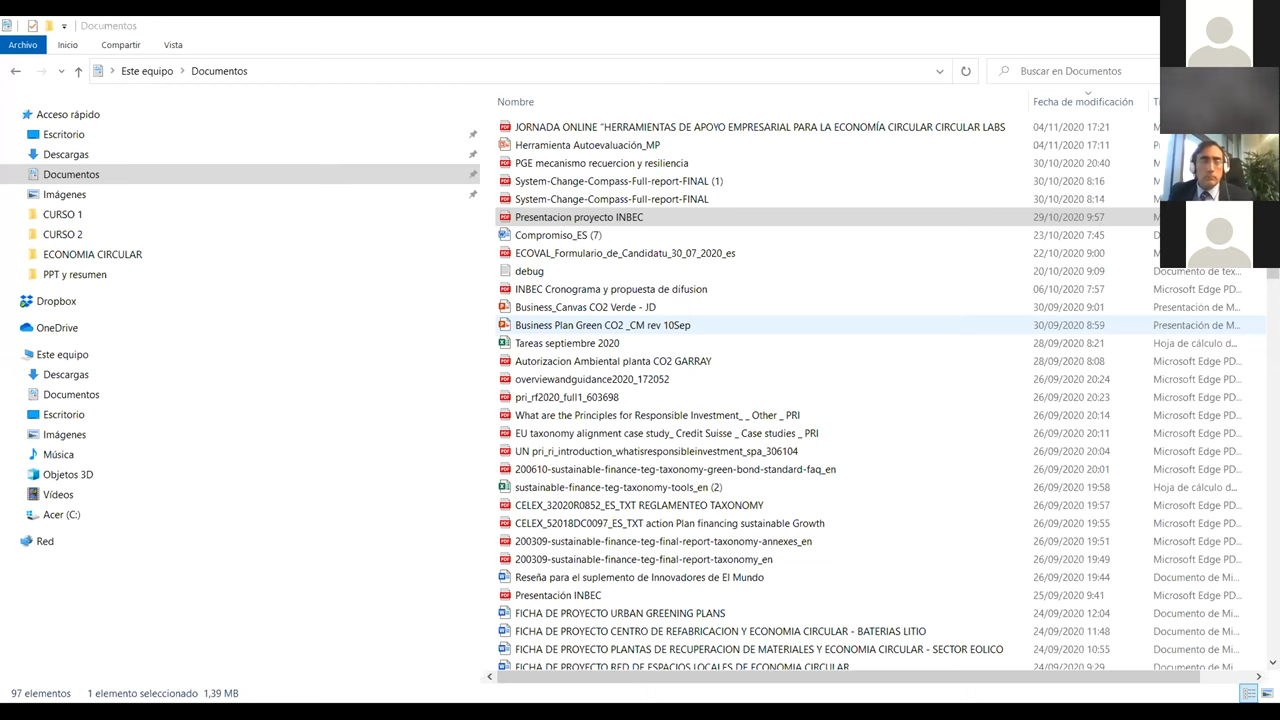 Documentos
Archivo Inicio Compartir Vista
Este equipo Documentos Buscar en Documentos
Acceso rápido
Escritorio
Descargas
Documentos
Imágenes
CURSO 1
CURSO 2
ECONOMIA CIRCULAR
PPT y resumen
Dropbox
OneDrive
Este equipo
Descargas
Documentos
Escritorio
Imágenes
Música
Objetos 3D
Vídeos
Acer (C:)
Red
Nombre Fecha de modificación
JORNADA ONLINE "HERRAMIENTAS DE APOYO EMPRESARIAL PARA LA ECONOMÍA CIRCULAR CIRCULAR LABS 04/11/2020 17:21
Herramienta Autoevaluación_MP 04/11/2020 17:11
PGE mecanismo recuercion y resiliencia 30/10/2020 20:40
System-Change-Compass-Full-report-FINAL (1) 30/10/2020 8:16
System-Change-Compass-Full-report-FINAL 30/10/2020 8:14
Presentacion proyecto INBEC 29/10/2020 9:57
Compromiso_ES (7) 23/10/2020 7:45
ECOVAL_Formulario_de_Candidatu_30_07_2020_es 22/10/2020 9:00
debug 20/10/2020 9:09 Documento de tex...
INBEC Cronograma y propuesta de difusion 06/10/2020 7:57 Microsoft Edge PD...
Business_Canvas CO2 Verde - JD 30/09/2020 9:01 Presentación de M...
Business Plan Green CO2 _CM rev 10Sep 30/09/2020 8:59 Presentación de M...
Tareas septiembre 2020 28/09/2020 8:21 Hoja de cálculo d...
Autorizacion Ambiental planta CO2 GARRAY 28/09/2020 8:08 Microsoft Edge PD...
overviewandguidance2020_172052 26/09/2020 20:24 Microsoft Edge PD...
pri_rf2020_full1_603698 26/09/2020 20:23 Microsoft Edge PD...
What are the Principles for Responsible Investment_ _ Other _ PRI 26/09/2020 20:14 Microsoft Edge PD...
EU taxonomy alignment case study_ Credit Suisse _ Case studies _ PRI 26/09/2020 20:11 Microsoft Edge PD...
UN pri_ri_introduction_whatisresponsibleinvestment_spa_306104 26/09/2020 20:04 Microsoft Edge PD...
200610-sustainable-finance-teg-taxonomy-green-bond-standard-faq_en 26/09/2020 20:01 Microsoft Edge PD...
sustainable-finance-teg-taxonomy-tools_en (2) 26/09/2020 19:58 Hoja de cálculo d...
CELEX_32020R0852_ES_TXT REGLAMENTEO TAXONOMY 26/09/2020 19:57 Microsoft Edge PD...
CELEX_52018DC0097_ES_TXT action Plan financing sustainable Growth 26/09/2020 19:55 Microsoft Edge PD...
200309-sustainable-finance-teg-final-report-taxonomy-annexes_en 26/09/2020 19:51 Microsoft Edge PD...
200309-sustainable-finance-teg-final-report-taxonomy_en 26/09/2020 19:49 Microsoft Edge PD...
Reseña para el suplemento de Innovadores de El Mundo 26/09/2020 19:44 Documento de Mi...
Presentación INBEC 25/09/2020 9:41 Microsoft Edge PD...
FICHA DE PROYECTO URBAN GREENING PLANS 24/09/2020 12:04 Documento de Mi...
FICHA DE PROYECTO CENTRO DE REFABRICACION Y ECONOMIA CIRCULAR - BATERIAS LITIO 24/09/2020 11:48 Documento de Mi...
FICHA DE PROYECTO PLANTAS DE RECUPERACION DE MATERIALES Y ECONOMIA CIRCULAR - SECTOR EOLICO 24/09/2020 10:55 Documento de Mi...
FICHA DE PROYECTO RED DE ESPACIOS LOCALES DE ECONOMIA CIRCULAR 24/09/2020 9:29 Documento de Mi...
97 elementos 1 elemento seleccionado 1,39 MB